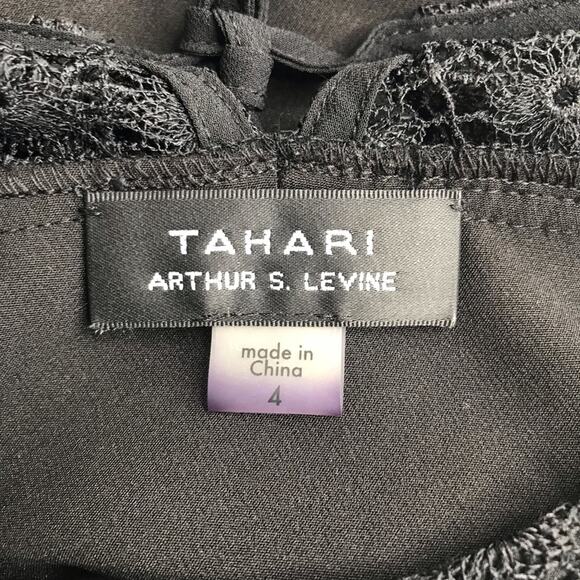 TAHARI
ARTHUR S. LEVINE
made in
China
4